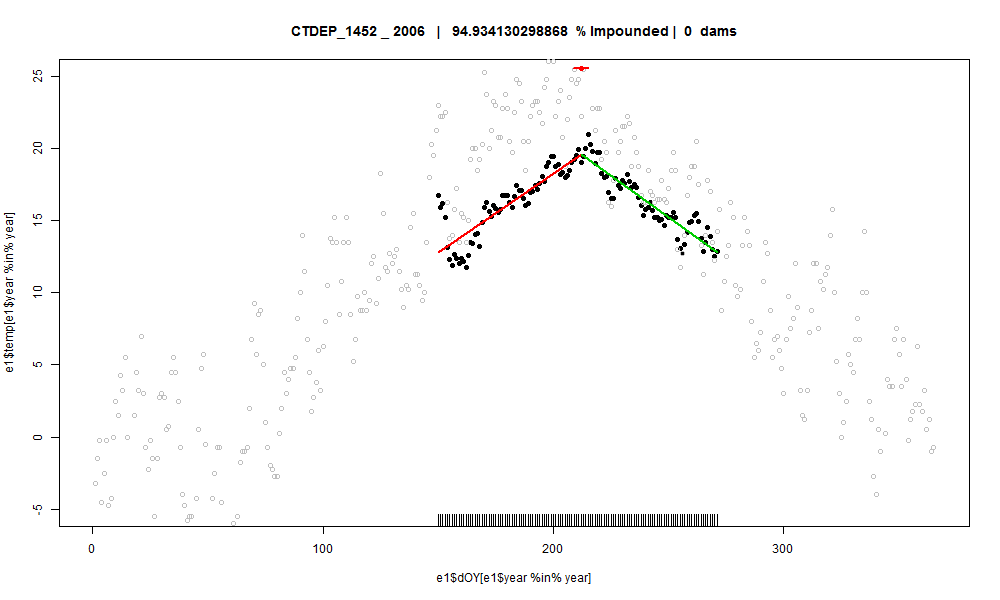 CTDEP_1452 _ 2006 | 94.934130298868 % Impounded | 0 dams
e1$temp[e1$year %in% year]
25
20
15
10
5
0
-5
0 100 200 300
e1$dOY[e1$year %in% year]